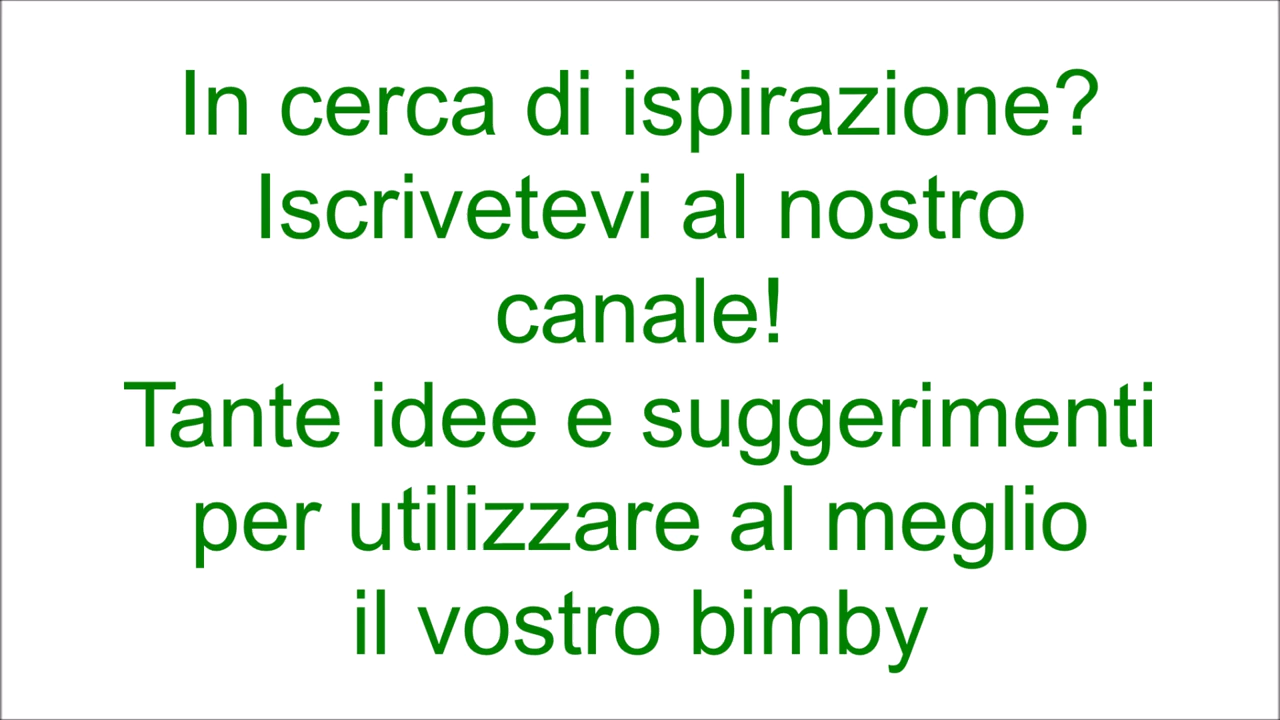 In cerca di ispirazione?
Iscrivetevi al nostro
canale!
Tante idee e suggerimenti
per utilizzare al meglio
il vostro bimby